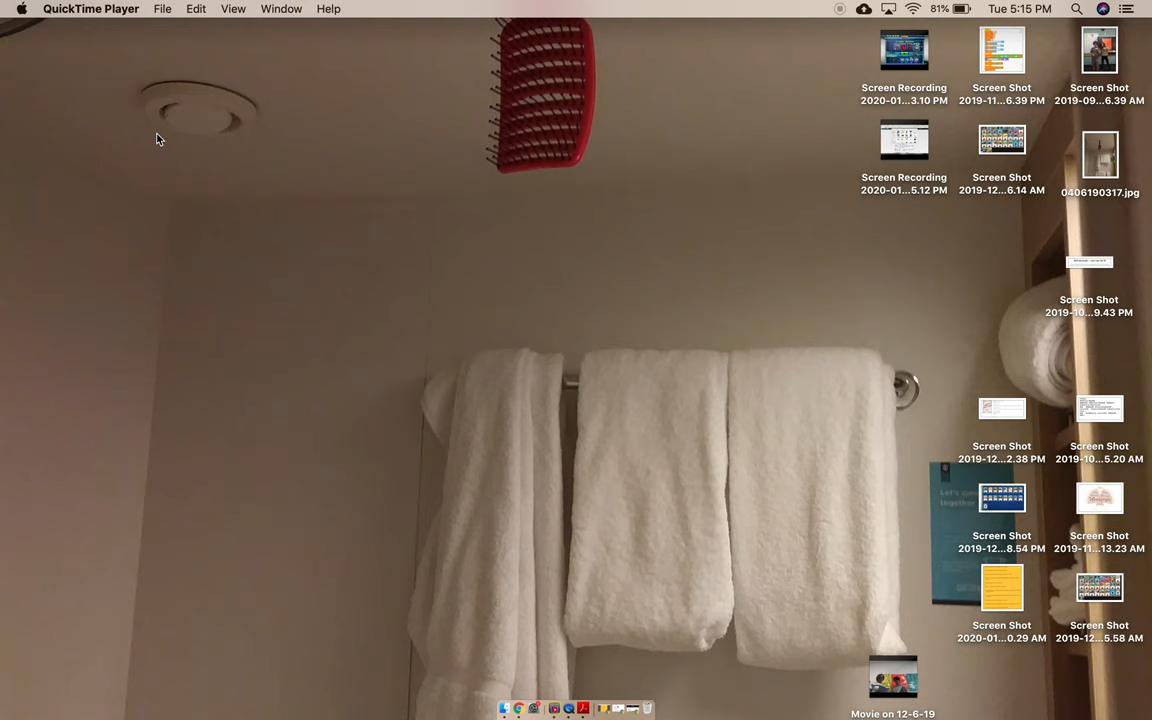 QuickTime Player File Edit View Window Help 81% Tue 5:15 PM
Screen Recording
2020-01...3.10 PM
Screen Shot
2019-11...6.39 PM
Screen Shot
2019-09...6.39 AM
Screen Recording
2020-01...5.12 PM
Screen Shot
2019-12...6.14 AM
0406190317.jpg
Screen Shot
2019-10...9.43 PM
Screen Shot
2019-12...2.38 PM
Screen Shot
2019-10...5.20 AM
Let's
together
Screen Shot
2019-12...8.54 PM
Screen Shot
2019-11...13.23 AM
Screen Shot
2020-01...0.29 AM
Screen Shot
2019-12...5.58 AM
Movie on 12-6-19